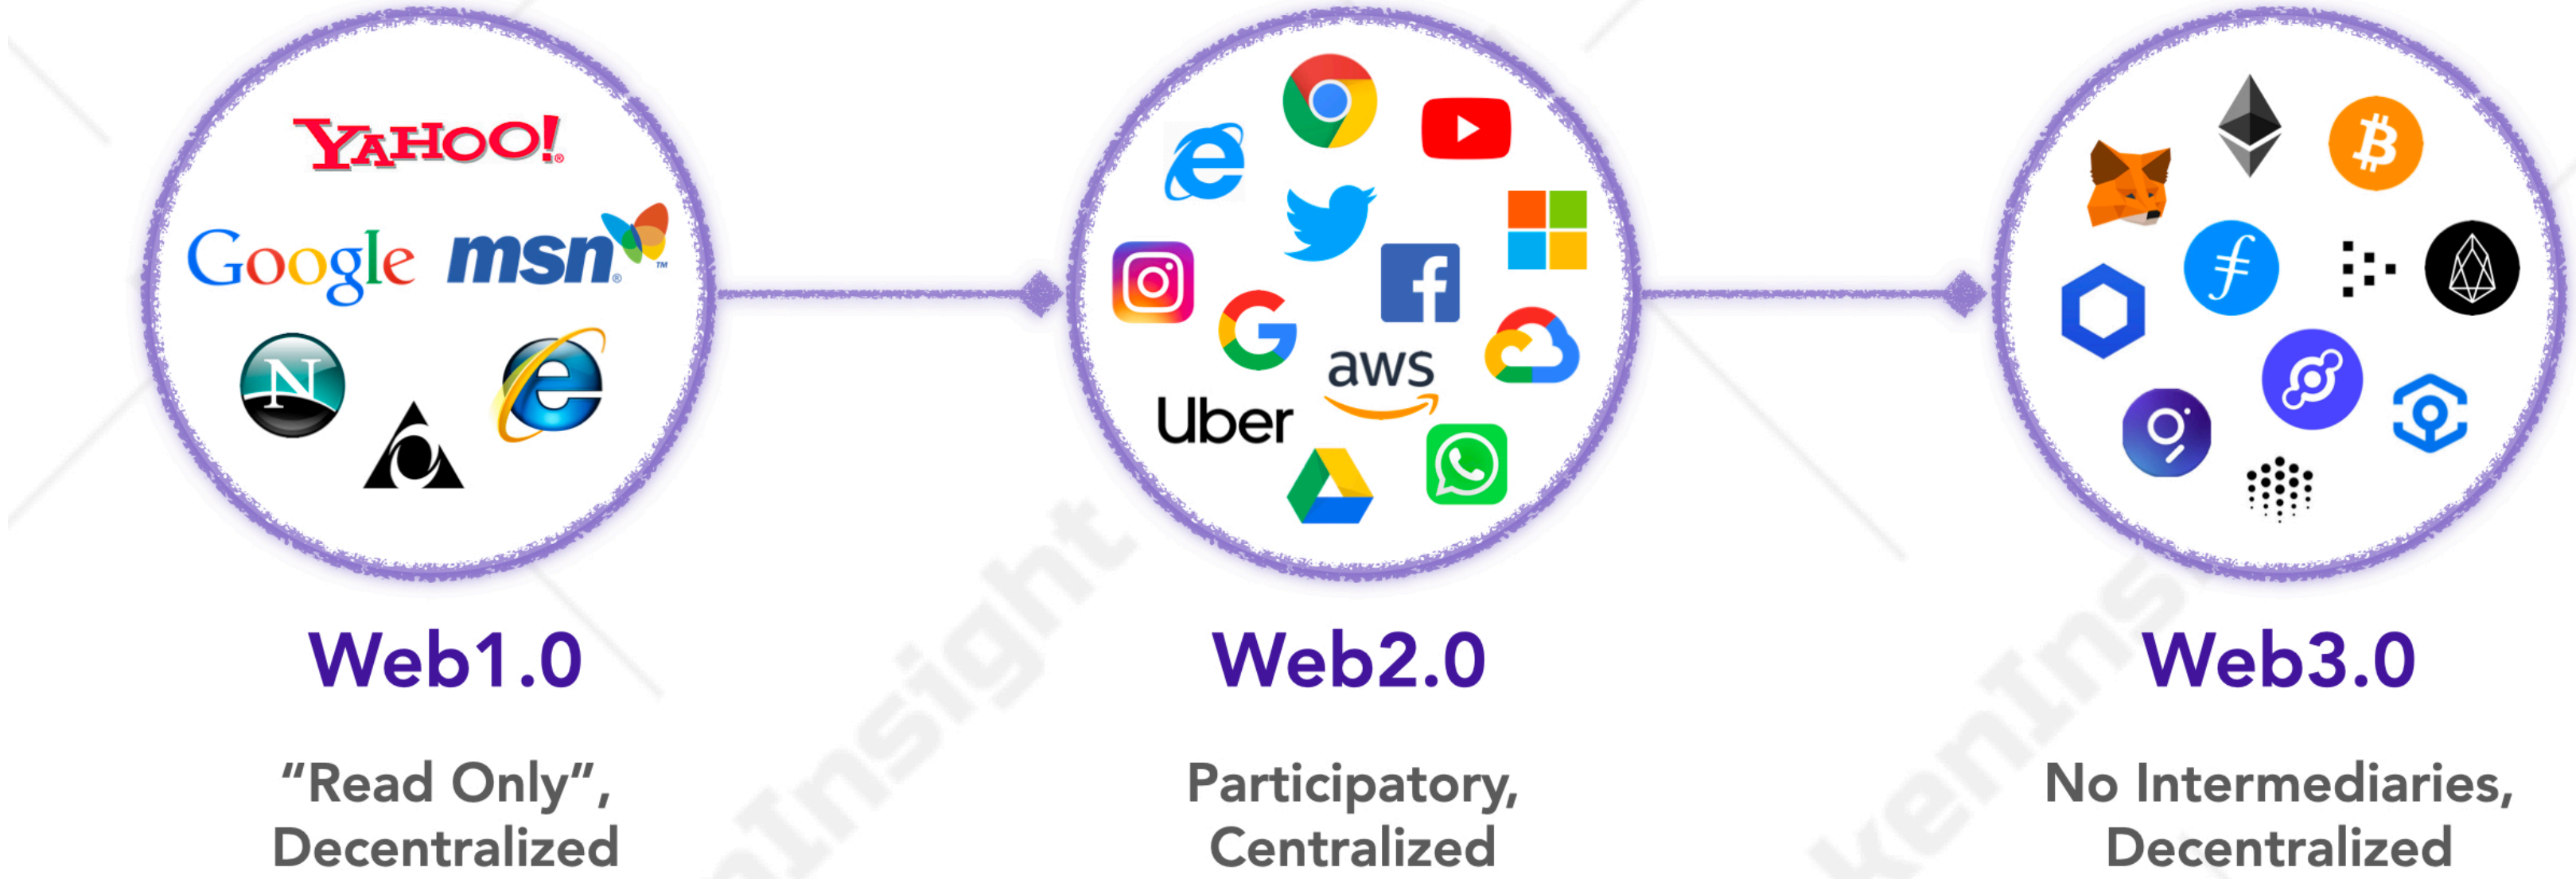 YAHOO!
Google msn
N
aws
Uber
Web1.0
Web2.0
Web3.0
“Read Only”,
Decentralized
Participatory,
Centralized
No Intermediaries,
Decentralized